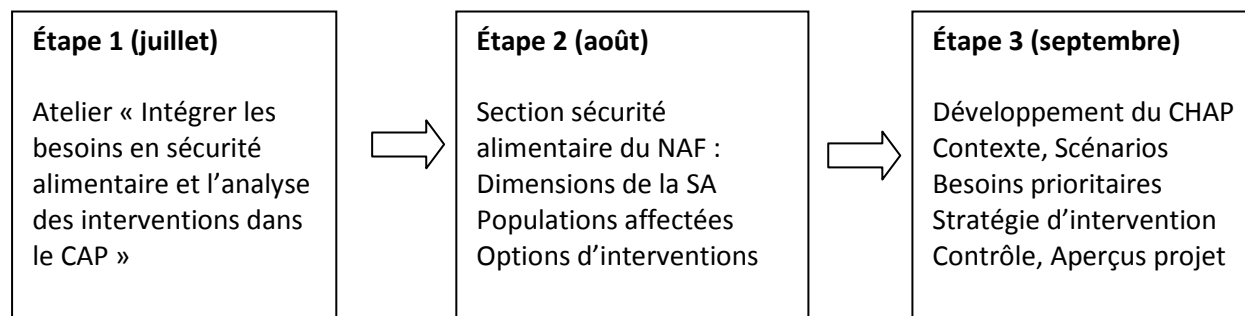 Étape 1 (juillet)
Atelier « Intégrer les
besoins en sécurité
alimentaire et l’analyse
des interventions dans
le CAP »
Étape 2 (août)
Section sécurité
alimentaire du NAF :
Dimensions de la SA
Populations affectées
Options d’interventions
Étape 3 (septembre)
Développement du CHAP
Contexte, Scénarios
Besoins prioritaires
Stratégie d’intervention
Contrôle, Aperçus projet